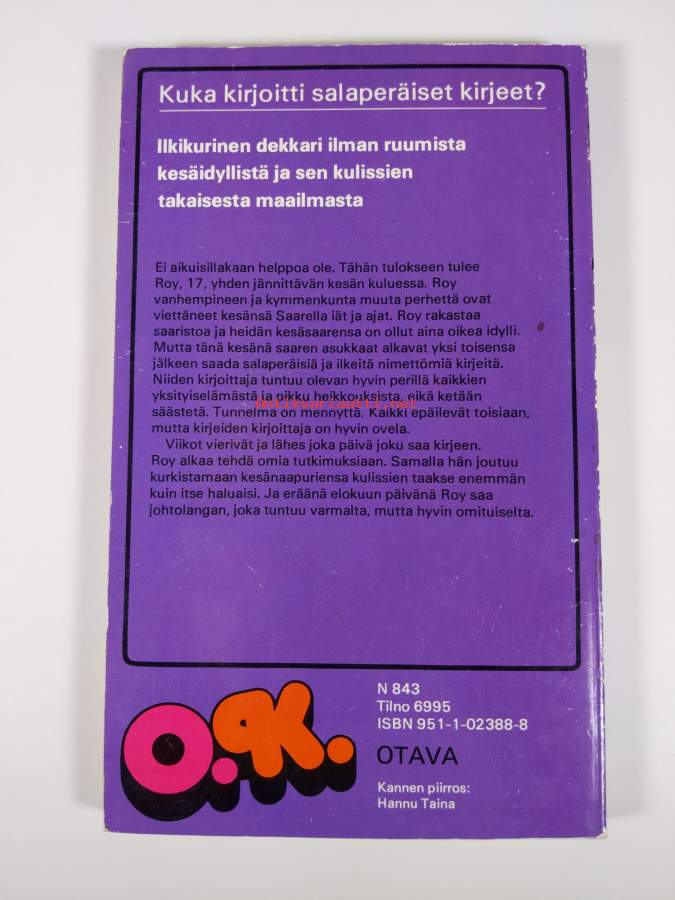 Kuka kirjoitti salaperäiset kirjeet?
Ilkikurinen dekkari ilman ruumista
kesäidyllistä ja sen kulissien
takaisesta maailmasta
Ei aikuisillakaan helppoa ole. Tähän tulokseen tulee
Roy, 17, yhden jännittävän kesän kuluessa. Roy
vanhempineen ja kymmenkunta muuta perhettä ovat
viettäneet kesänsä Saarella iät ja ajat. Roy rakastaa
saaristoa ja heidän kesäsaarensa on ollut aina oikea idylli.
Mutta tänä kesänä saaren asukkaat alkavat yksi toisensa
jälkeen saada salaperäisiä ja ilkeitä nimettömiä kirjeitä.
Niiden kirjoittaja tuntuu olevan hyvin perillä kaikkien
yksityiselämästä ja oikku heikkouksista, eikä ketään
antikvariaatti.net
säästetä. Tunnelma on mennyttä. Kaikki epäilevät toisiaan,
mutta kirjeiden kirjoittaja on hyvin ovela.
Viikot vierivät ja lähes joka päivä joku saa kirjeen.
Roy alkaa tehdä omia tutkimuksiaan. Samalla hän joutuu
kurkistamaan kesänaapuriensa kulissien taakse enemmän
kuin itse haluaisi. Ja eräänä elokuun päivänä Roy saa
johtolangan, joka tuntuu varmalta, mutta hyvin omituiselta.
O.K.
N 843
Tilno 6995
ISBN 951-1-02388-8
OTAVA
Kannen piirros:
Hannu Taina